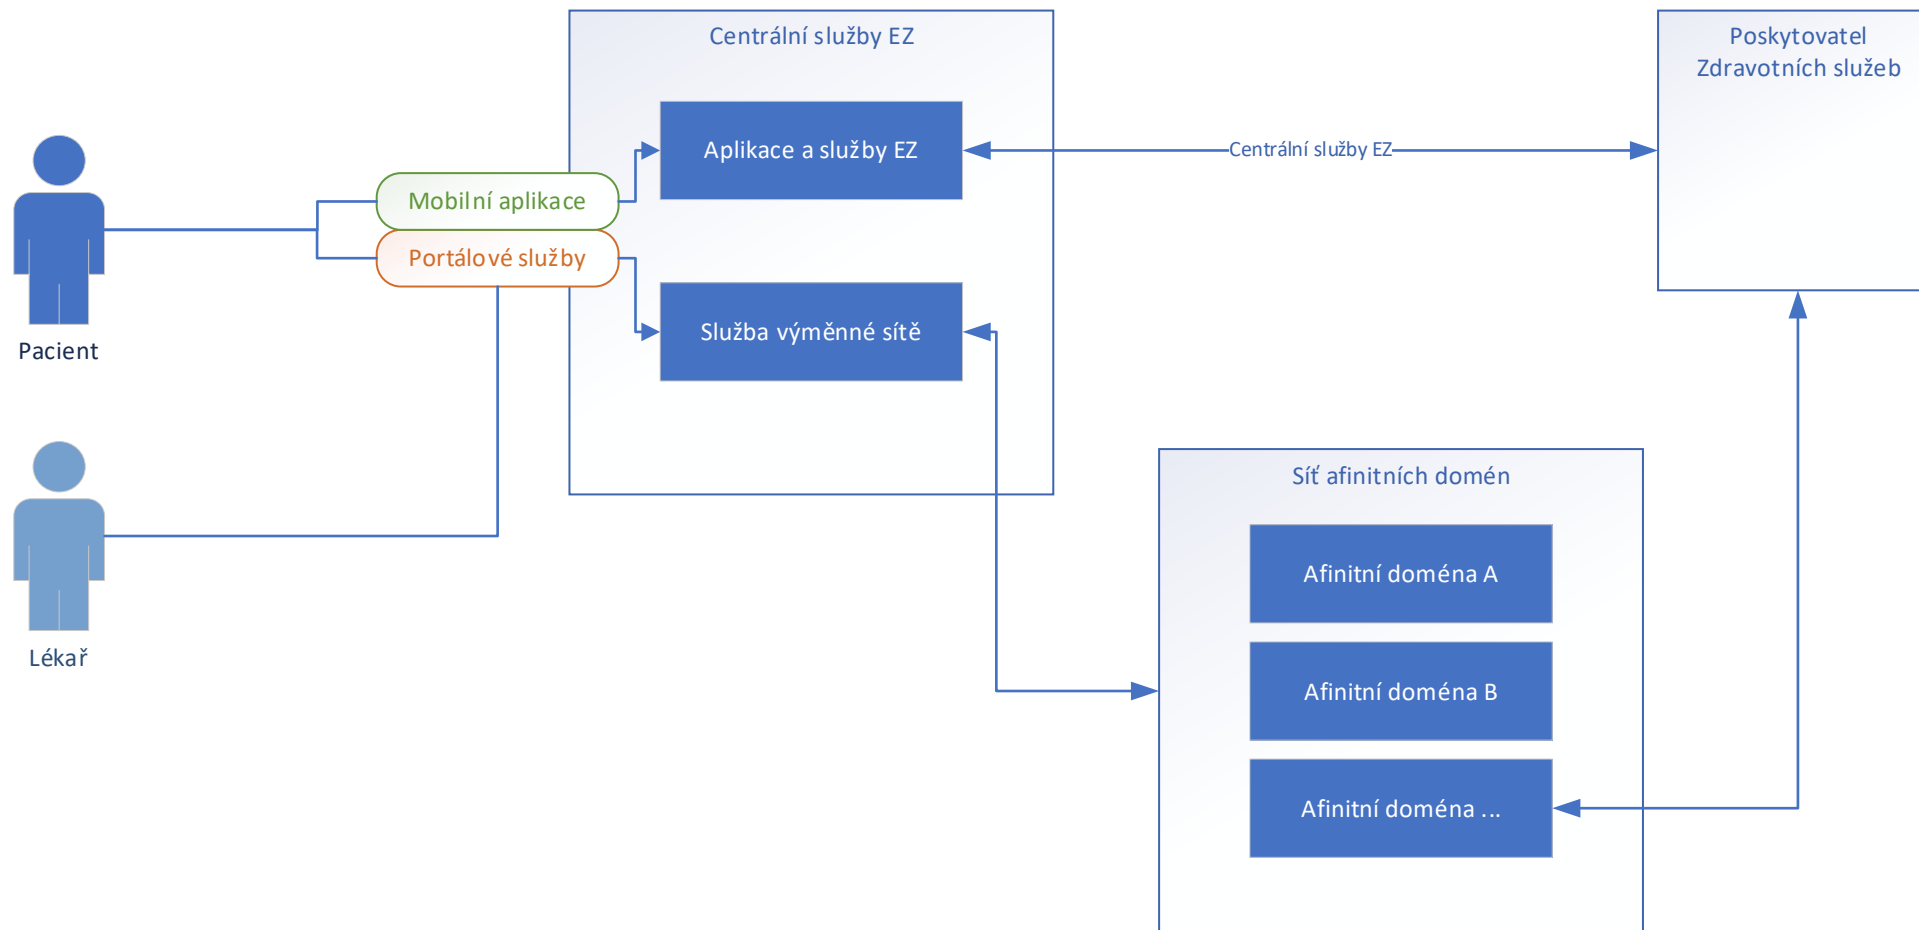 Centrální služby EZ
Poskytovatel
Zdravotních služeb
Aplikace a služby EZ
Centrální služby EZ
Mobilní aplikace
Portálové služby
Služba výměnné sítě
Pacient
Síť afinitních domén
Afinitní doména A
Lékař
Afinitní doména B
Afinitní doména ...